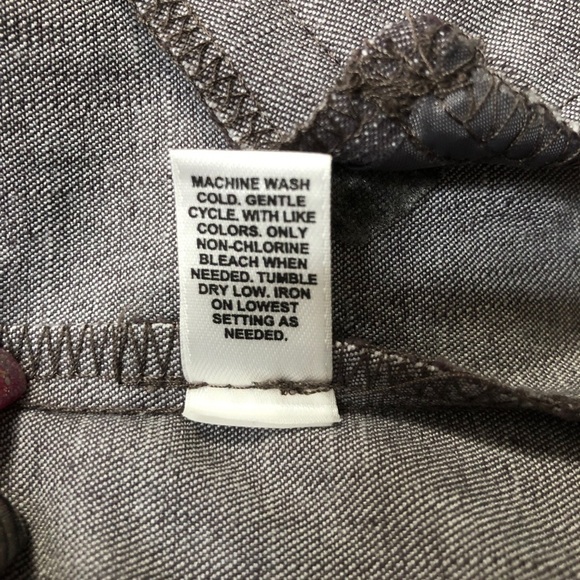 MACHINE WASH
COLD. GENTLE
CYCLE. WITH LIKE
COLORS. ONLY
NON-CHLORINE
BLEACH WHEN
NEEDED. TUMBLE
DRY LOW. IRON
ON LOWEST
SETTING AS
NEEDED.